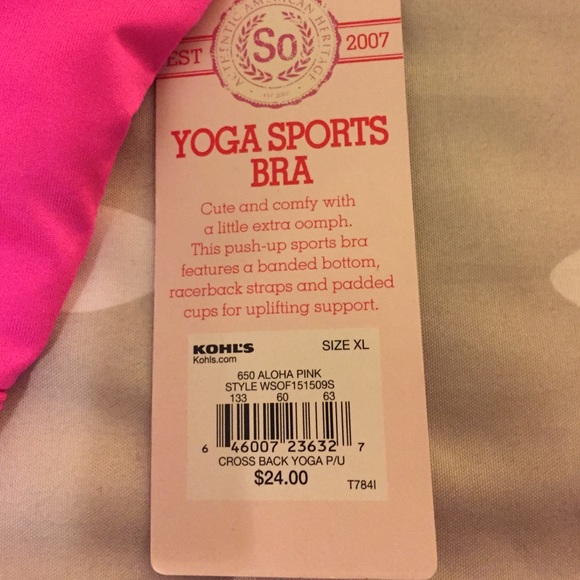 AUTHENTIC AMERICAN HERITAGE
EST So 2007
YOGA SPORTS
BRA
Cute and comfy with
a little extra oomph.
This push-up sports bra
features a banded bottom,
racerback straps and padded
cups for uplifting support.
KOHL'S SIZE XL
Kohls.com
650 ALOHA PINK
STYLE WSOF151509S
133 60 63
6 46007 23632 7
CROSS BACK YOGA P/U
$24.00
T784I